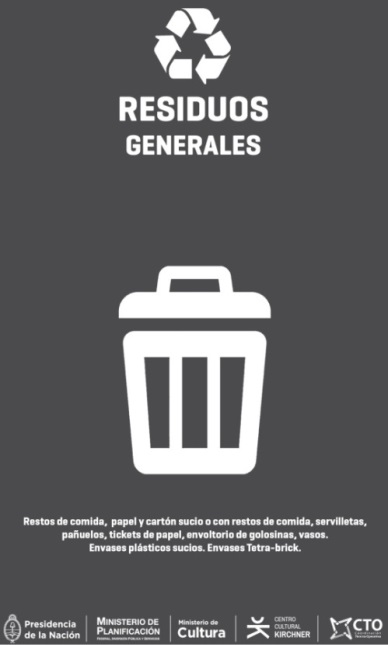 RESIDUOS
GENERALES
Restos de comida, papel y cartón sucio o con restos de comida, servilletas,
pañuelos, tickets de papel, envoltorio de golosinas, vasos.
Envases plásticos sucios. Envases Tetra-brick.
Presidencia
de la Nación
MINISTERIO DE
PLANIFICACIÓN
Ministerio de
Cultura
CENTRO
CULTURAL
KIRCHNER
CTO